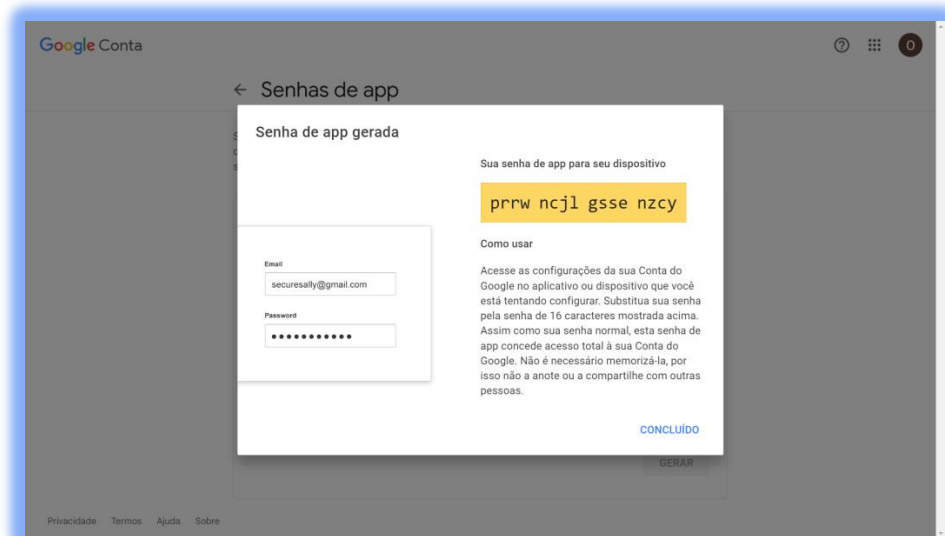 Google Conta
O
Senhas de app
Senha de app gerada
Sua senha de app para seu dispositivo
prrw ncjl gsse nzcy
Como usar
Email
securesally@gmail.com
Password
Acesse as configurações da sua Conta do
Google no aplicativo ou dispositivo que você
está tentando configurar. Substitua sua senha
pela senha de 16 caracteres mostrada acima.
Assim como sua senha normal, esta senha de
app concede acesso total à sua Conta do
Google. Não é necessário memorizá-la, por
isso não a anote ou a compartilhe com outras
pessoas.
CONCLUÍDO
GERAR
Privacidade Termos Ajuda Sobre